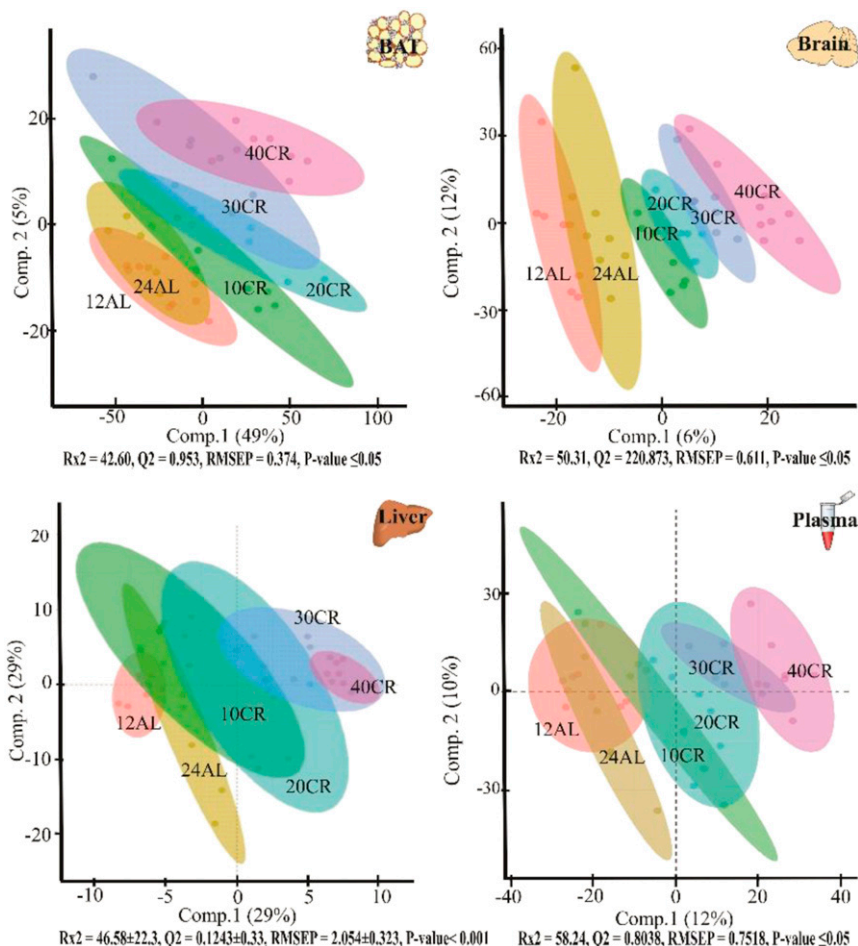 BAT
20
0
-20
Comp. 2 (5%)
40CR
30CR
20CR
10CR
24AL
12AL
-50
0
50
100
Comp.1 (49%)
Rx2 = 42.60, Q2 = 0.953, RMSEP = 0.374, P-value ≤0.05
Brain
60
30
0
-30
-60
Comp. 2 (12%)
40CR
20CR
30CR
10CR
24AL
12AL
-20
0
20
Comp.1 (6%)
Rx2 = 50.31, Q2 = 220.873, RMSEP = 0.611, P-value ≤0.05
Liver
20
10
0
-10
-20
Comp. 2 (29%)
30CR
40CR
10CR
12AL
24AL
20CR
-10
-5
0
5
10
Comp.1 (29%)
Rx2 = 46.58±22.3, Q2 = 0.1243±0.33, RMSEP = 2.054±0.323, P-value< 0.001
Plasma
30
0
-30
Comp. 2 (10%)
30CR
40CR
12AL
20CR
10CR
24AL
-40
-20
0
20
40
Comp.1 (12%)
Rx2 = 58.24, Q2 = 0.8038, RMSEP = 0.7518, P-value ≤0.05